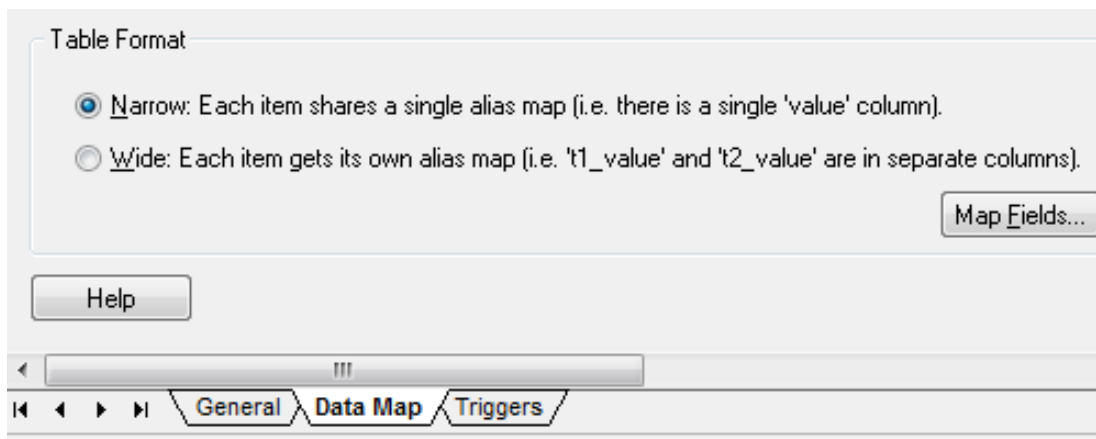 Table Format
Narrow: Each item shares a single alias map (i.e. there is a single 'value' column).
Wide: Each item gets its own alias map (i.e. 't1_value' and 't2_value' are in separate columns).
Map Fields...
Help
General Data Map Triggers